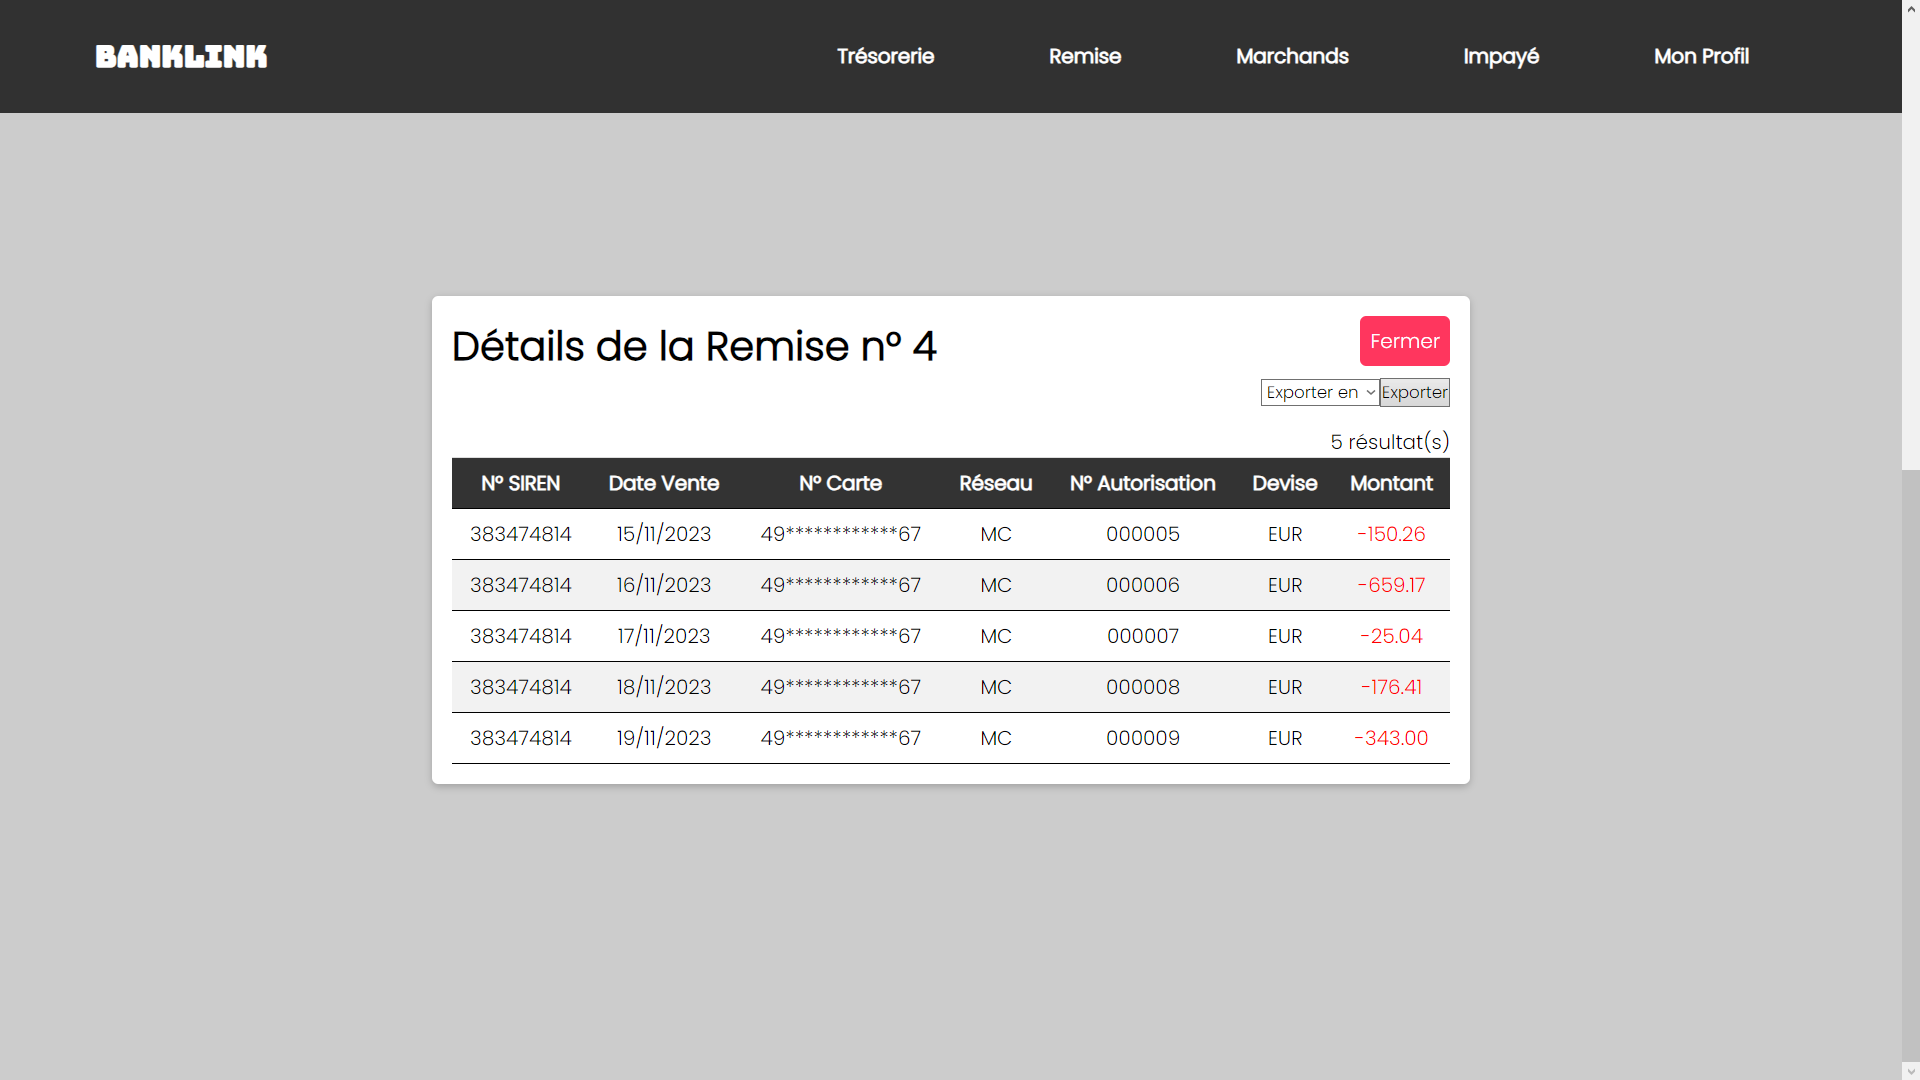 BANKLINK Trésorerie Remise Marchands Impayé Mon Profil
Détails de la Remise n° 4 Fermer
Exporter en Exporter
5 résultat(s)
N° SIREN Date Vente N° Carte Réseau N° Autorisation Devise Montant
383474814 15/11/2023 49************67 MC 000005 EUR -150.26
383474814 16/11/2023 49************67 MC 000006 EUR -659.17
383474814 17/11/2023 49************67 MC 000007 EUR -25.04
383474814 18/11/2023 49************67 MC 000008 EUR -176.41
383474814 19/11/2023 49************67 MC 000009 EUR -343.00